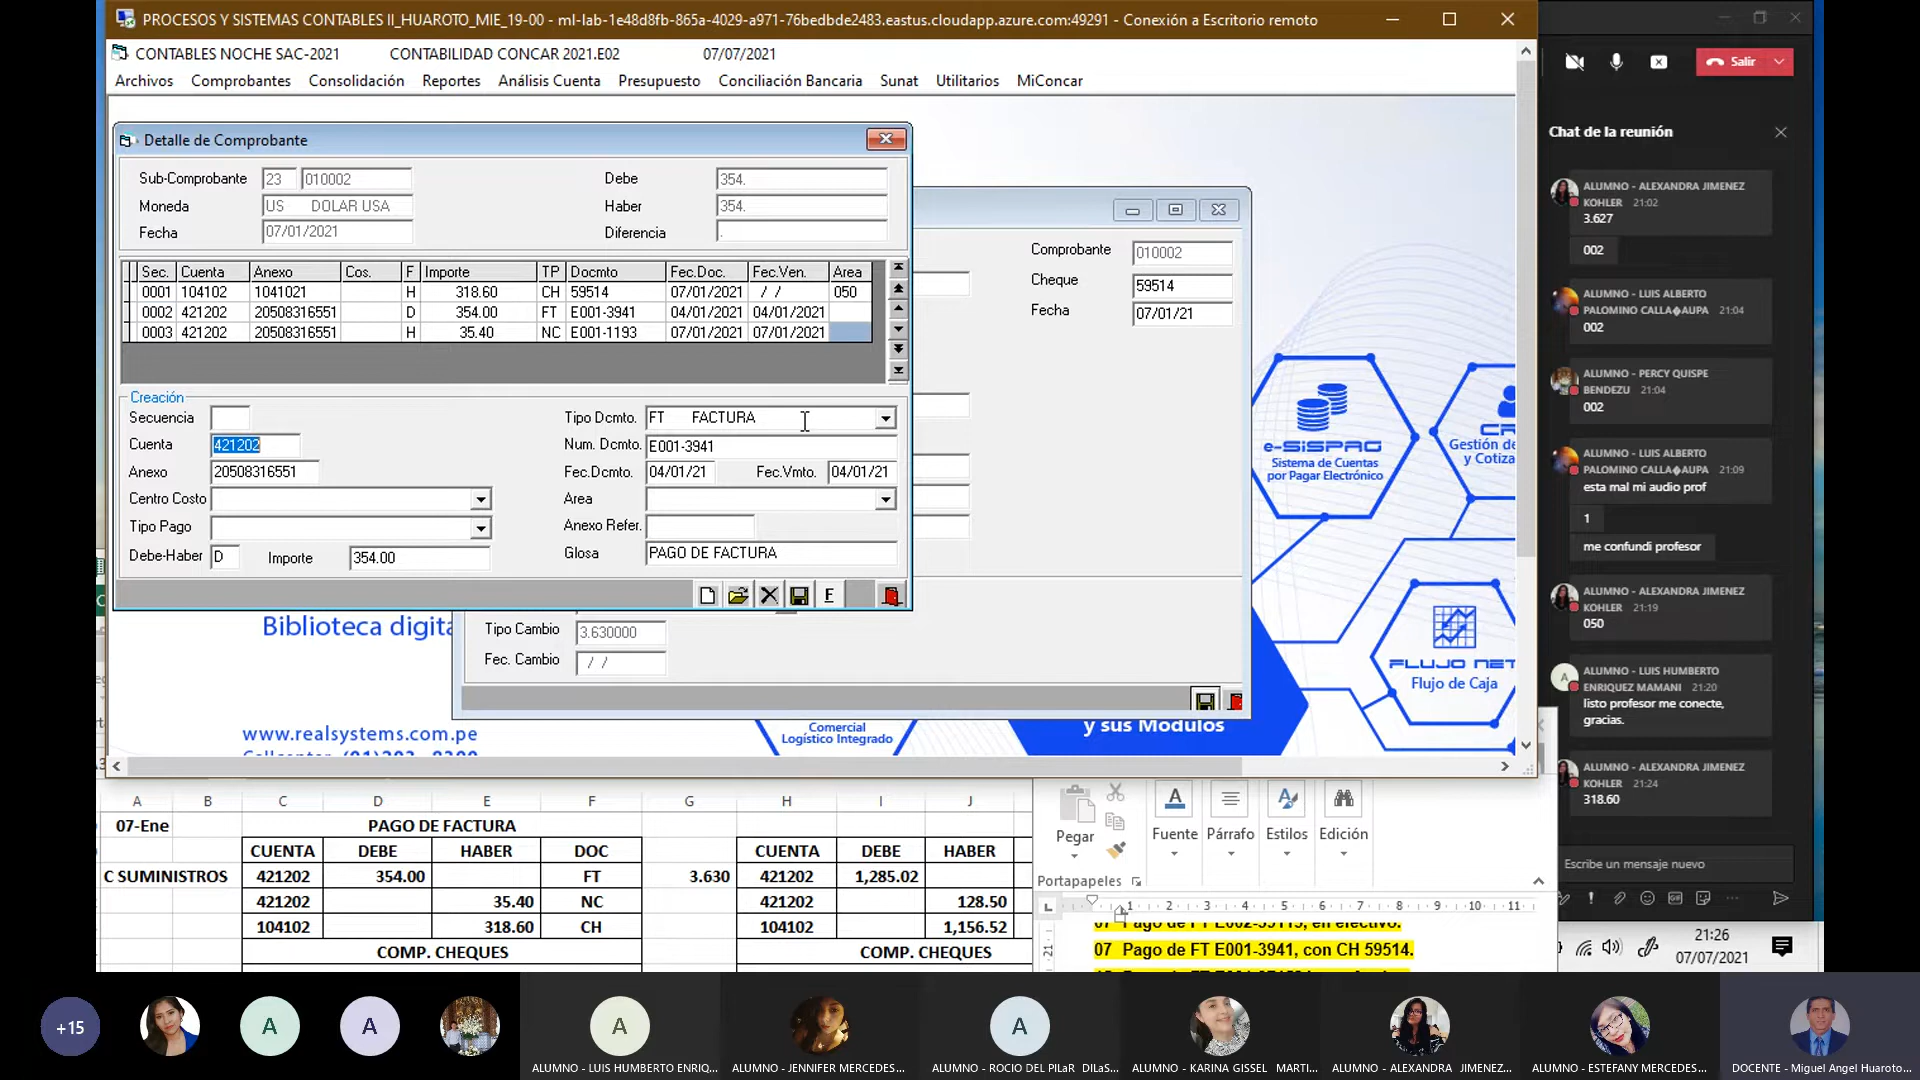 PROCESOS Y SISTEMAS CONTABLES II_HUAROTO_MIE_19-00 - ml-lab-1e48d8fb-865a-4029-a971-76bedbde2483.eastus.cloudapp.azure.com:49291 - Conexión a Escritorio remoto
CONTABLES NOCHE SAC-2021 CONTABILIDAD CONCAR 2021.E02 07/07/2021
Archivos Comprobantes Consolidación Reportes Análisis Cuenta Presupuesto Conciliación Bancaria Sunat Utilitarios MiConcar
Detalle de Comprobante
Sub-Comprobante 23 010002 Debe 354.
Moneda US DOLAR USA Haber 354.
Fecha 07/01/2021 Diferencia .
Sec. Cuenta Anexo Cos. F Importe TP Docmto Fec.Doc. Fec.Ven. Area
0001 104102 1041021 H 318.60 CH 59514 07/01/2021 / / 050
0002 421202 20508316551 D 354.00 FT E001-3941 04/01/2021 04/01/2021
0003 421202 20508316551 H 35.40 NC E001-1193 07/01/2021 07/01/2021
Creación
Secuencia Tipo Dcmto. FT FACTURA
Cuenta 421202 Num. Dcmto. E001-3941
Anexo 20508316551 Fec.Dcmto. 04/01/21 Fec.Vmto. 04/01/21
Centro Costo Area
Tipo Pago Anexo Refer.
Debe-Haber D Importe 354.00 Glosa PAGO DE FACTURA
E
Comprobante 010002
Cheque 59514
Fecha 07/01/21
Tipo Cambio 3.630000
Fec. Cambio / /
Biblioteca digita
www.realsystems.com.pe
Comercial
Logístico Integrado
y sus Módulos
e-SISPAG
Sistema de Cuentas
por Pagar Electrónico
Gestión de
y Cotiza
FLUJO NET
Flujo de Caja
A B C D E F G H I J
07-Ene PAGO DE FACTURA
CUENTA DEBE HABER DOC CUENTA DEBE HABER
C SUMINISTROS 421202 354.00 FT 3.630 421202 1,285.02
421202 35.40 NC 421202 128.50
104102 318.60 CH 104102 1,156.52
COMP. CHEQUES COMP. CHEQUES
Pegar Fuente Párrafo Estilos Edición
Portapapeles
1 2 3 4 5 6 7 8 9 10 11
21
07 Pago de FT E001-3941, con CH 59514.
Salir
Chat de la reunión
ALUMNO - ALEXANDRA JIMENEZ
KOHLER 21:02
3.627
002
ALUMNO - LUIS ALBERTO
PALOMINO CALLA�AUPA 21:04
002
ALUMNO - PERCY QUISPE
BENDEZU 21:04
002
ALUMNO - LUIS ALBERTO
PALOMINO CALLA�AUPA 21:09
esta mal mi audio prof
1
me confundi profesor
ALUMNO - ALEXANDRA JIMENEZ
KOHLER 21:19
050
A
ALUMNO - LUIS HUMBERTO
ENRIQUEZ MAMANI 21:20
listo profesor me conecte,
gracias.
ALUMNO - ALEXANDRA JIMENEZ
KOHLER 21:24
318.60
Escribe un mensaje nuevo
21:26
07/07/2021
+15 A A A A
ALUMNO - LUIS HUMBERTO ENRIQ... ALUMNO - JENNIFER MERCEDES... ALUMNO - ROCIO DEL PILaR DILaS... ALUMNO - KARINA GISSEL MARTI... ALUMNO - ALEXANDRA JIMENEZ... ALUMNO - ESTEFANY MERCEDES... DOCENTE - Miguel Angel Huaroto...